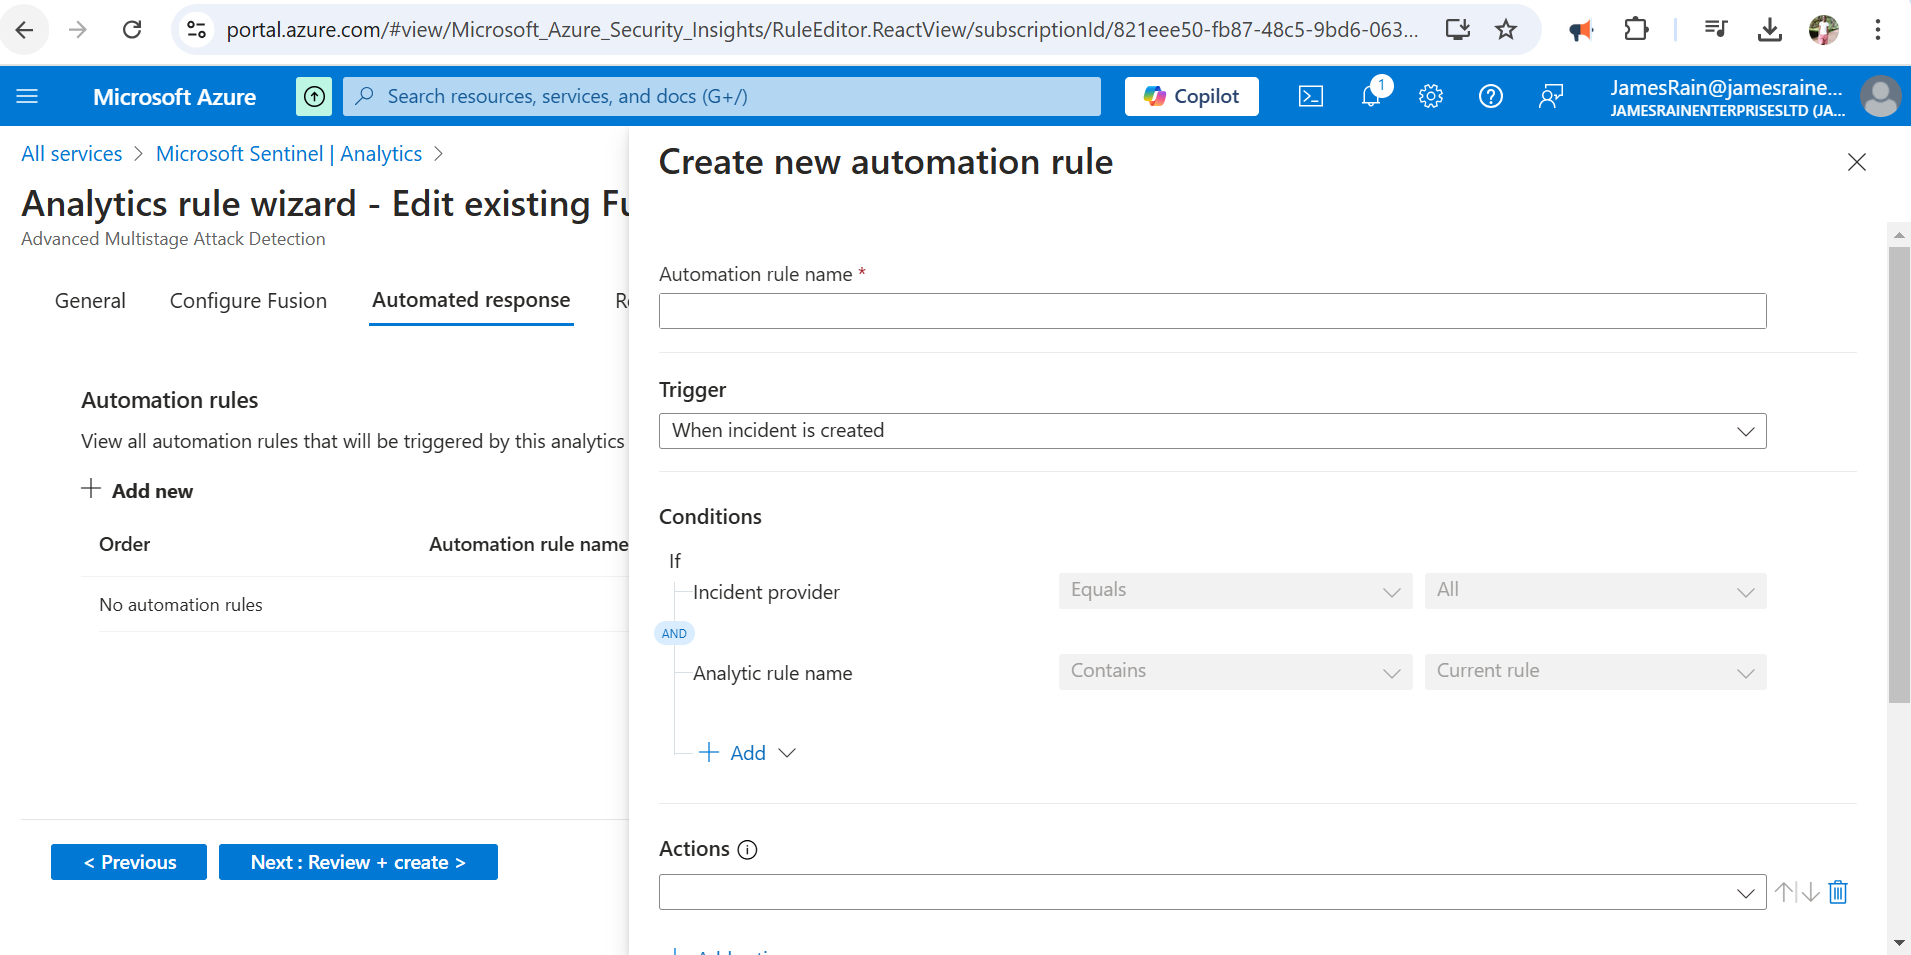 portal.azure.com/#view/Microsoft_Azure_Security_Insights/RuleEditor.ReactView/subscriptionId/821eee50-fb87-48c5-9bd6-063...
Microsoft Azure
Search resources, services, and docs (G+/)
Copilot
1
JamesRain@jamesraine...
JAMESRAINENTERPRISESLTD (JA...
All services > Microsoft Sentinel | Analytics >
Analytics rule wizard - Edit existing Fu
Advanced Multistage Attack Detection
General
Configure Fusion
Automated response
Automation rules
View all automation rules that will be triggered by this analytics
Add new
Order
Automation rule name
No automation rules
< Previous
Next : Review + create >
Create new automation rule
Automation rule name *
Trigger
When incident is created
Conditions
If
Incident provider
Equals
All
AND
Analytic rule name
Contains
Current rule
Add
Actions